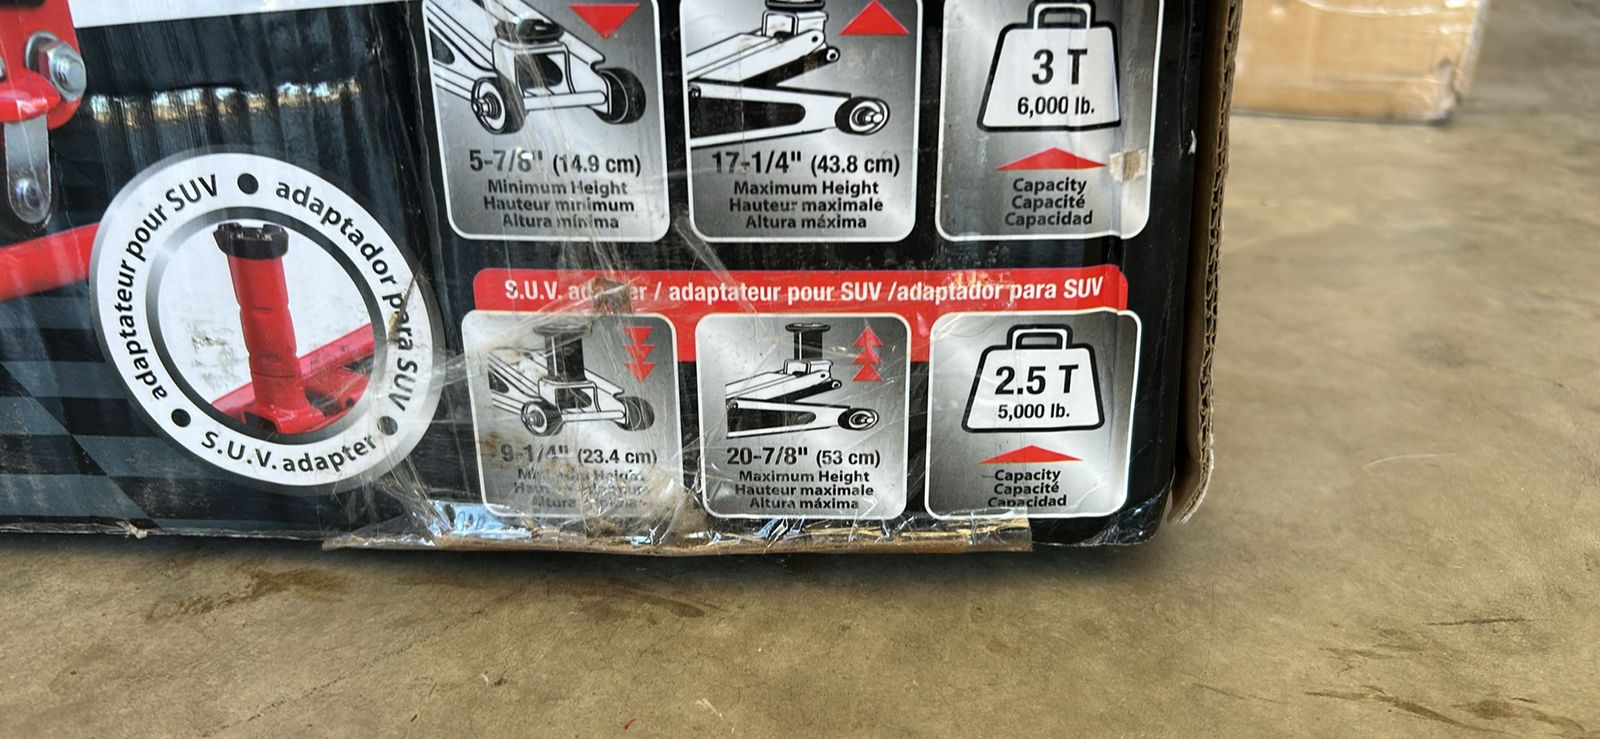 5-7/8" (14.9 cm)
Minimum Height
Hauteur minimum
Altura mínima
17-1/4" (43.8 cm)
Maximum Height
Hauteur maximale
Altura máxima
3 T
6,000 lb.
Capacity
Capacité
Capacidad
adaptateur pour SUV
adaptador para SUV
S.U.V. adapter
S.U.V. adapter / adaptateur pour SUV /adaptador para SUV
9-1/4" (23.4 cm)
Height
Altura
20-7/8" (53 cm)
Maximum Height
Hauteur maximale
Altura máxima
2.5 T
5,000 lb.
Capacity
Capacité
Capacidad